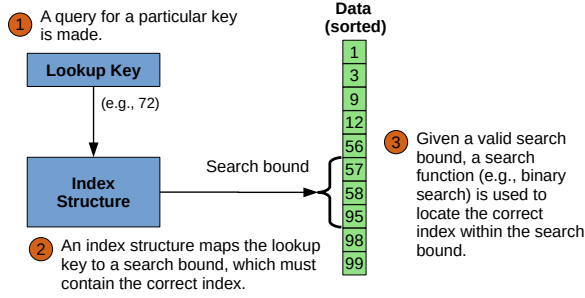 1
A query for a particular key
is made.
Lookup Key
(e.g., 72)
Index
Structure
2
An index structure maps the lookup
key to a search bound, which must
contain the correct index.
Search bound
Data
(sorted)
1
3
9
12
56
57
58
95
98
99
3
Given a valid search
bound, a search
function (e.g., binary
search) is used to
locate the correct
index within the search
bound.